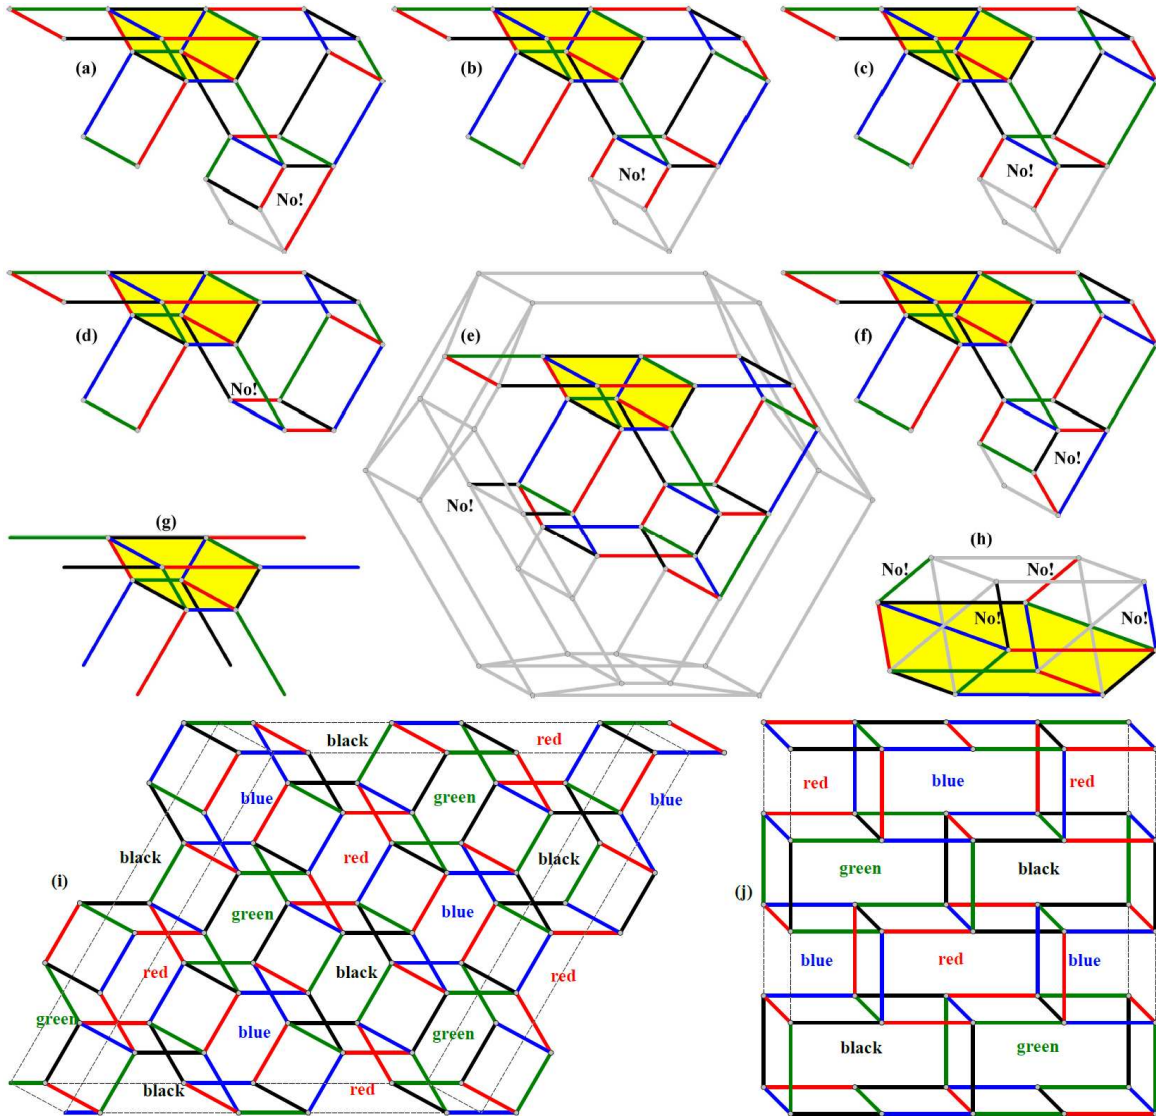 (a)
No!
(b)
No!
(c)
No!
(d)
No!
(e)
No!
(f)
No!
(g)
(h)
No!
No!
No!
No!
(i)
black
red
blue
green
blue
black
red
black
green
blue
red
black
red
green
blue
green
black
red
(j)
red
blue
red
green
black
blue
red
blue
black
green